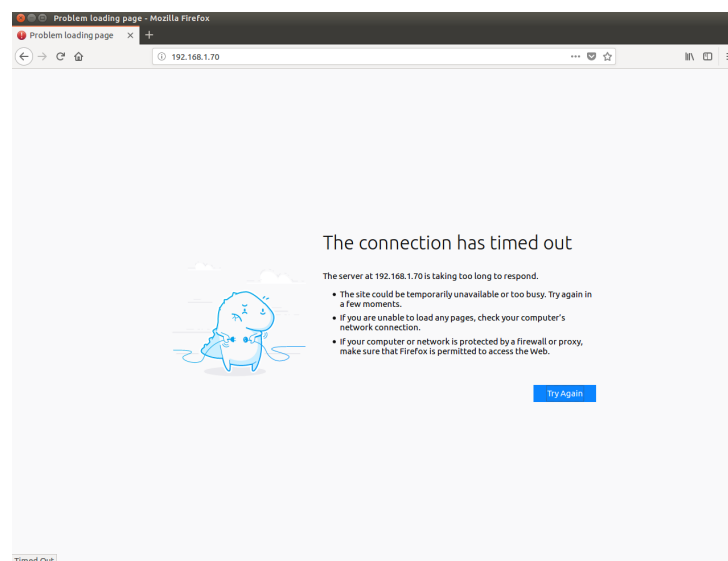 Problem loading page - Mozilla Firefox
Problem loading page
192.168.1.70
The connection has timed out
The server at 192.168.1.70 is taking too long to respond.
The site could be temporarily unavailable or too busy. Try again in
a few moments.
If you are unable to load any pages, check your computer's
network connection.
If your computer or network is protected by a firewall or proxy,
make sure that Firefox is permitted to access the Web.
Try Again
Timed Out